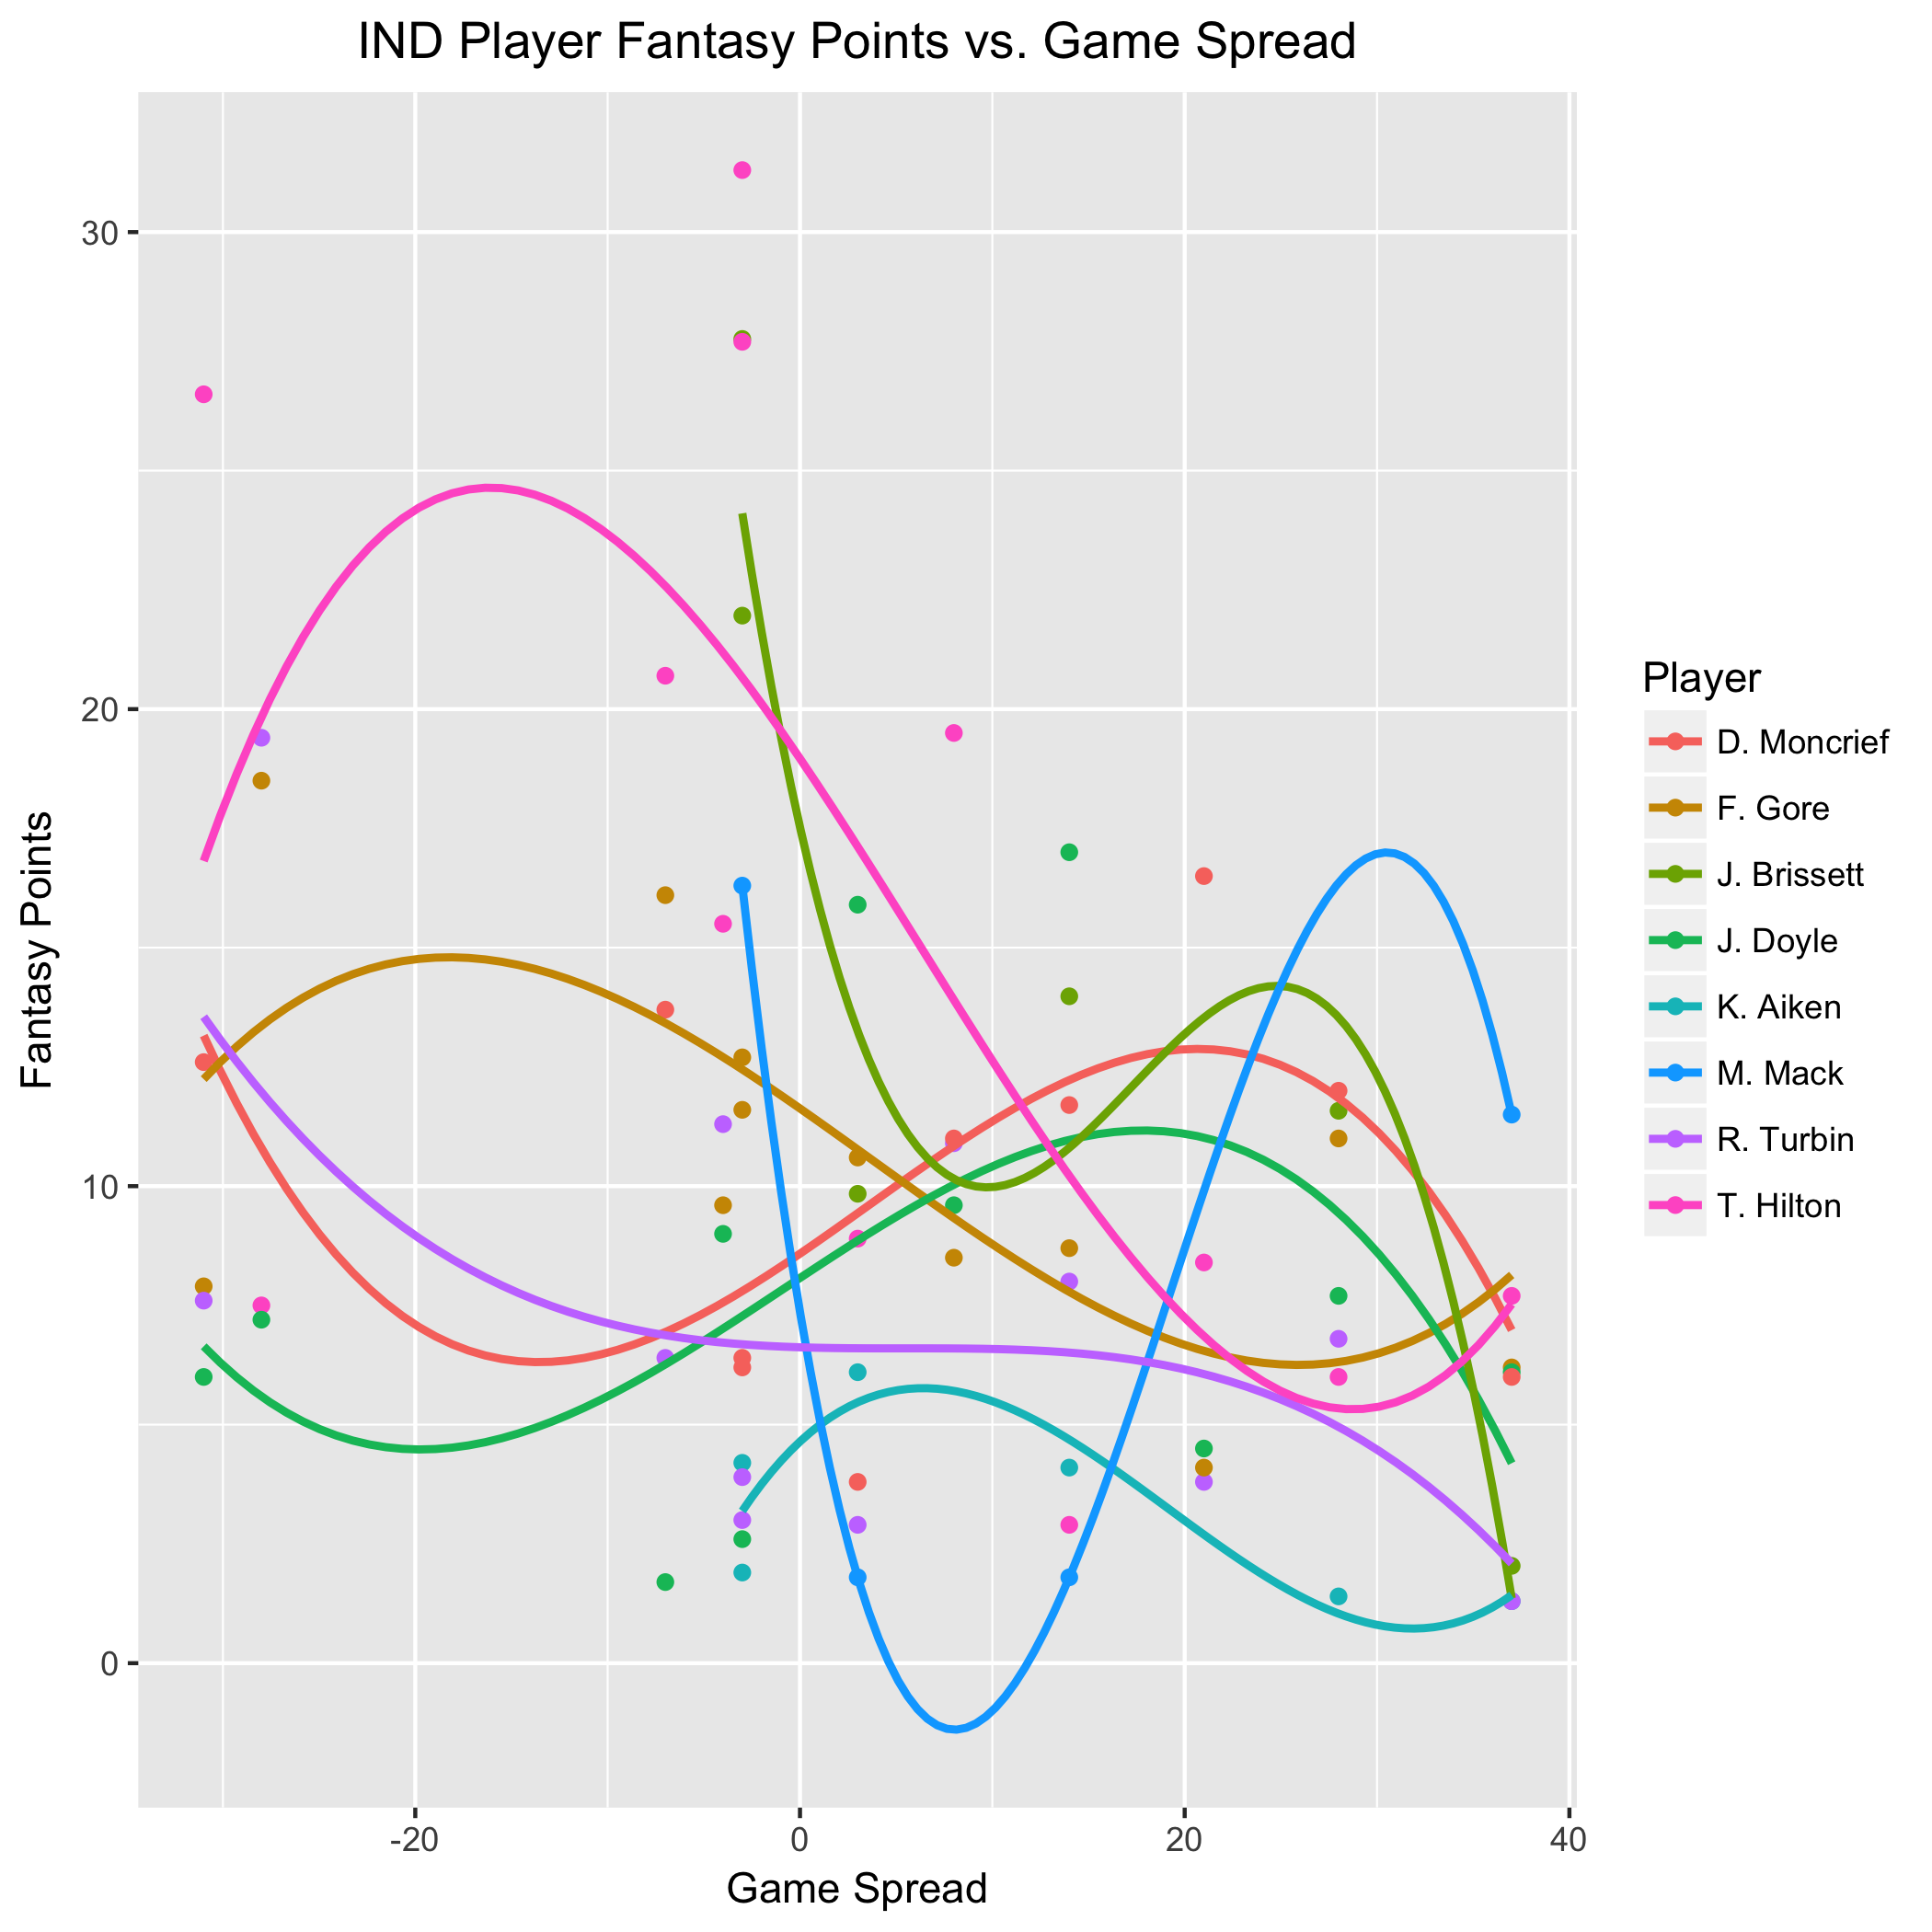 IND Player Fantasy Points vs. Game Spread
30
20
10
0
Fantasy Points
-20
0
20
40
Game Spread
Player
D. Moncrief
F. Gore
J. Brissett
J. Doyle
K. Aiken
M. Mack
R. Turbin
T. Hilton